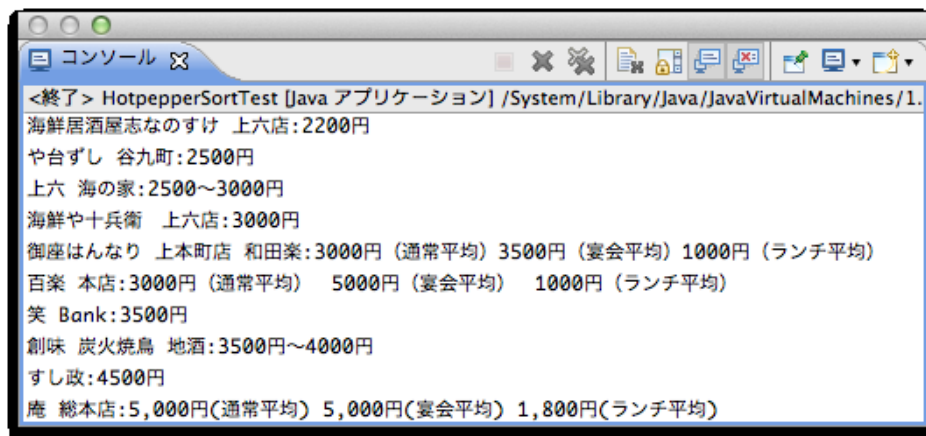 コンソール
<終了> HotpepperSortTest [Java アプリケーション] /System/Library/Java/JavaVirtualMachines/1.
海鮮居酒屋志なのすけ 上六店:2200円
や台ずし 谷九町:2500円
上六 海の家:2500〜3000円
海鮮や十兵衛　上六店:3000円
御座はんなり 上本町店 和田楽:3000円（通常平均）3500円（宴会平均）1000円（ランチ平均）
百楽 本店:3000円（通常平均）　5000円（宴会平均）　1000円（ランチ平均）
笑 Bank:3500円
創味 炭火焼鳥 地酒:3500円〜4000円
すし政:4500円
庵 総本店:5,000円(通常平均) 5,000円(宴会平均) 1,800円(ランチ平均)